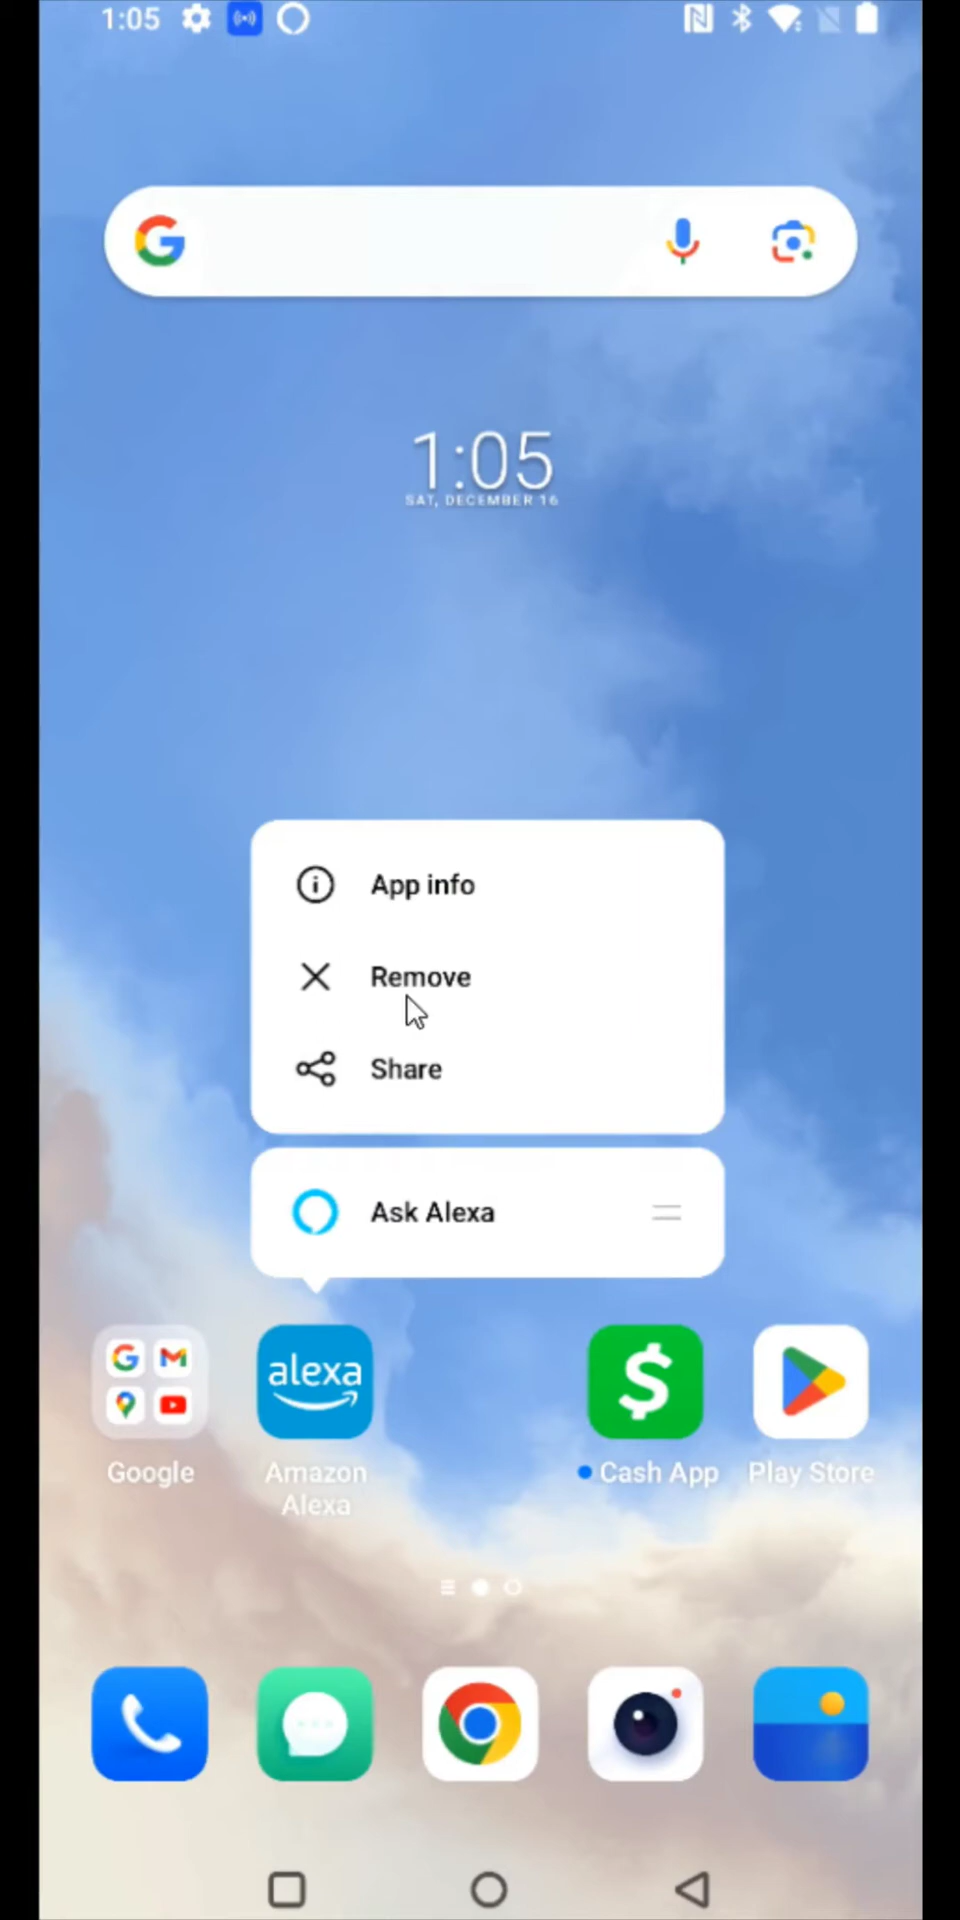 1:05
1:05
SAT, DECEMBER 16
App info
Remove
Share
Ask Alexa
alexa
$
Google
Amazon
Alexa
Cash App
Play Store